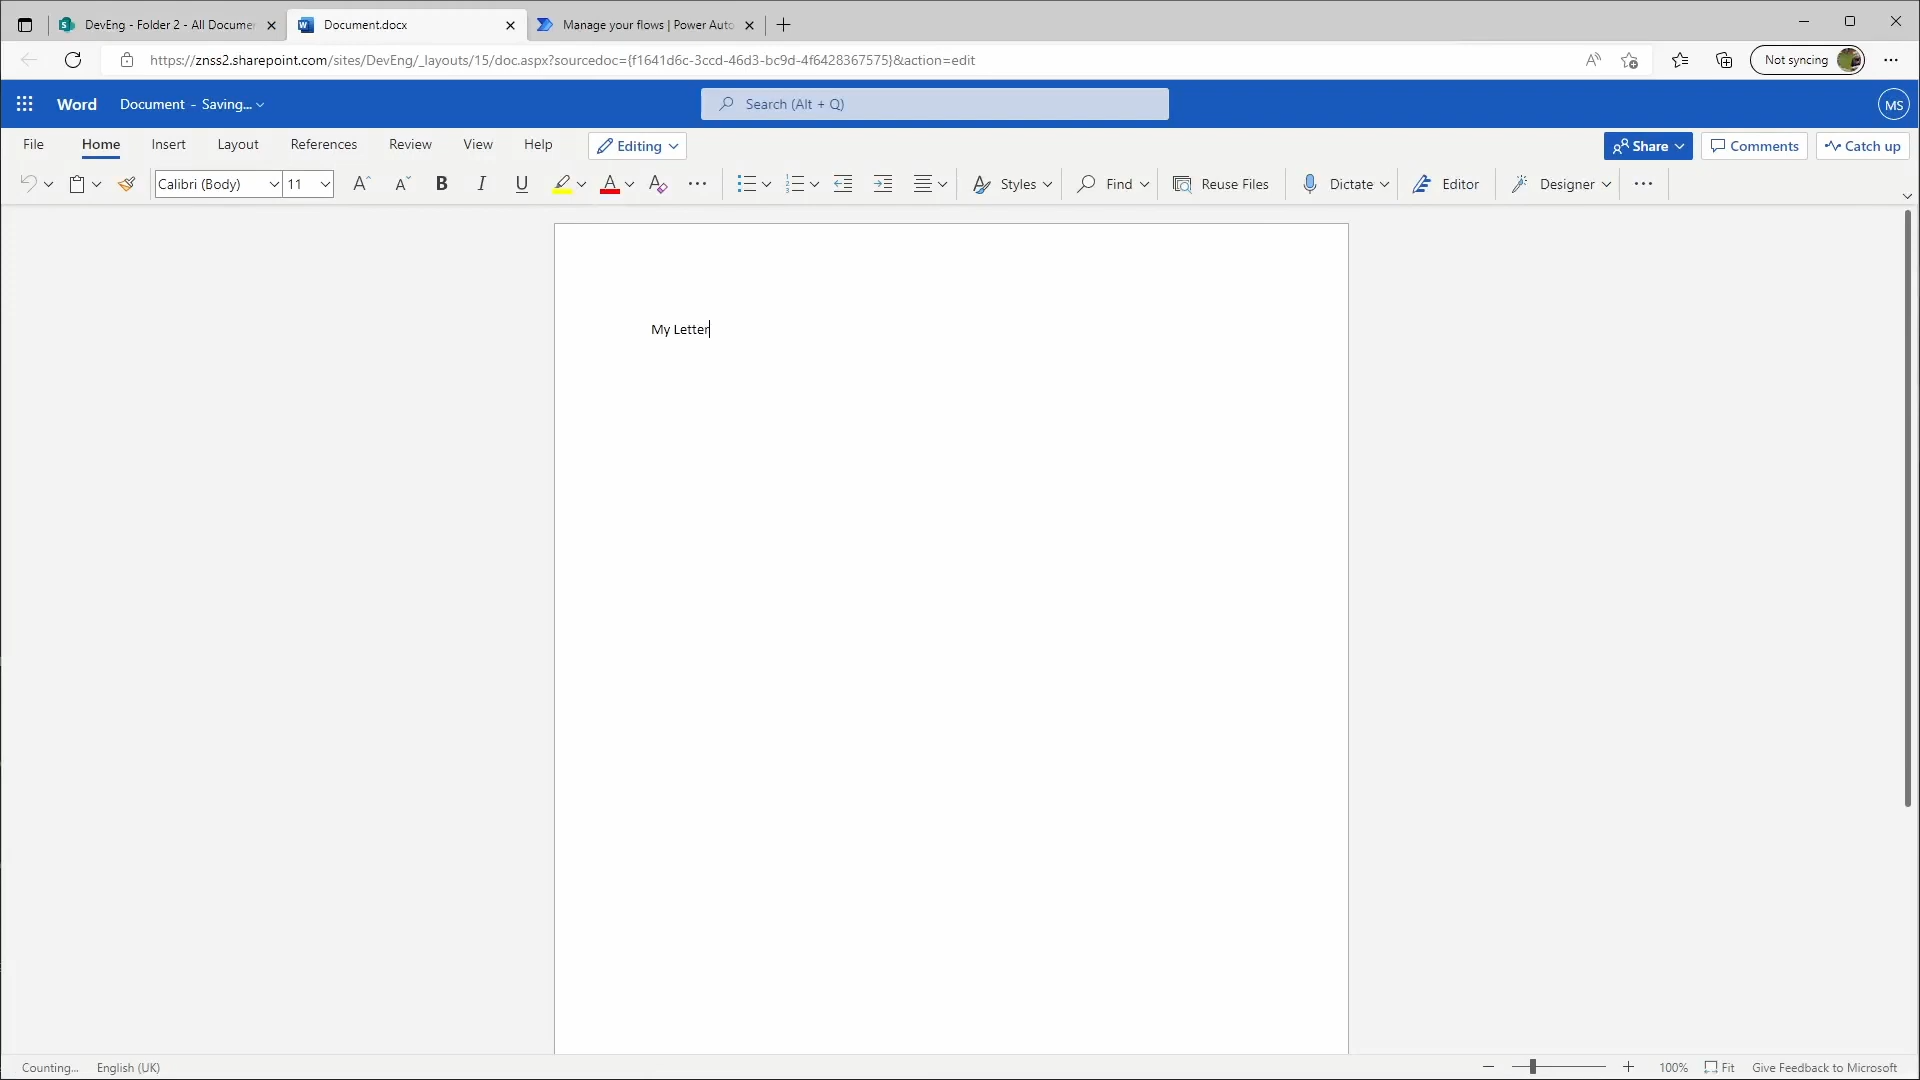 DevEng - Folder 2 - All Docume
Document.docx
Manage your flows | Power Auto
https://znss2.sharepoint.com/sites/DevEng/_layouts/15/doc.aspx?sourcedoc={f1641d6c-3ccd-46d3-bc9d-4f6428367575}&action=edit
Not syncing
Word
Document - Saving...
Search (Alt + Q)
MS
File
Home
Insert
Layout
References
Review
View
Help
Editing
Share
Comments
Catch up
Calibri (Body)
11
Styles
Find
Reuse Files
Dictate
Editor
Designer
My Letter
Counting...
English (UK)
100%
Fit
Give Feedback to Microsoft